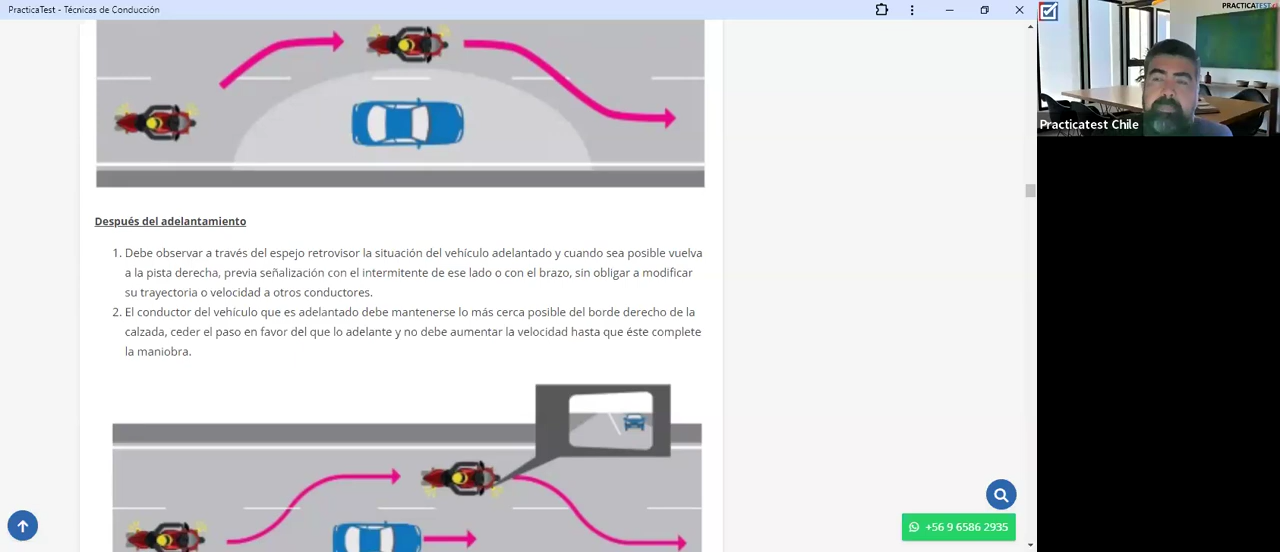 PracticaTest - Técnicas de Conducción
PRACTICATEST
Practicatest Chile
Después del adelantamiento
1. Debe observar a través del espejo retrovisor la situación del vehículo adelantado y cuando sea posible vuelva
a la pista derecha, previa señalización con el intermitente de ese lado o con el brazo, sin obligar a modificar
su trayectoria o velocidad a otros conductores.
2. El conductor del vehículo que es adelantado debe mantenerse lo más cerca posible del borde derecho de la
calzada, ceder el paso en favor del que lo adelante y no debe aumentar la velocidad hasta que éste complete
la maniobra.
+56 9 6586 2935